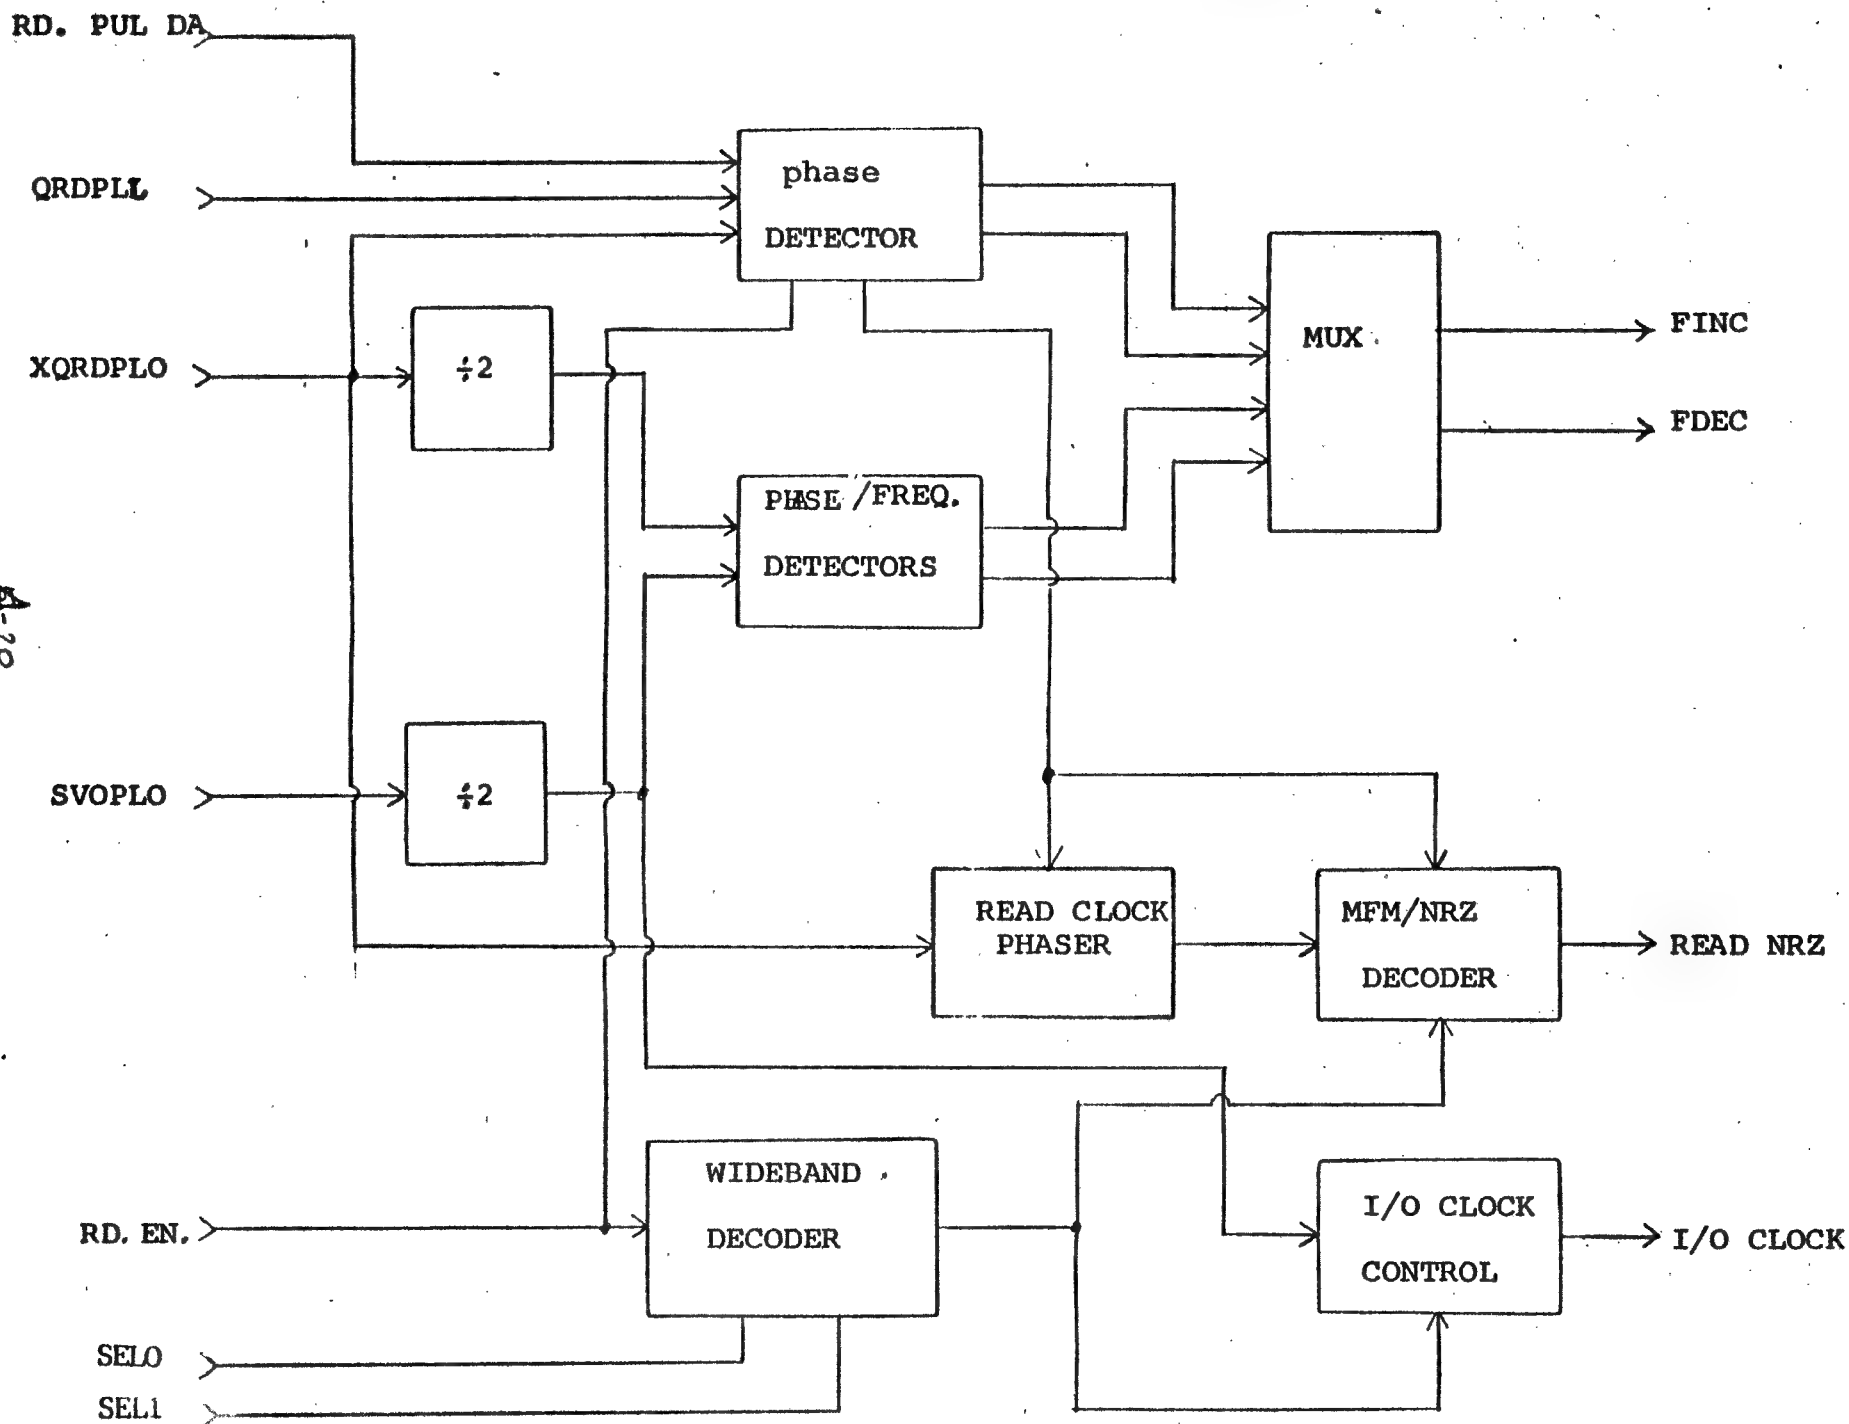 RD. PUL DA
phase
DETECTOR
QRDPLL
XQRDPLO
÷2
MUX
FINC
FDEC
PHASE/FREQ.
DETECTORS
SVOPLO
÷2
READ CLOCK
PHASER
MFM/NRZ
DECODER
READ NRZ
WIDEBAND
DECODER
RD. EN.
I/O CLOCK
CONTROL
I/O CLOCK
SEL0
SEL1